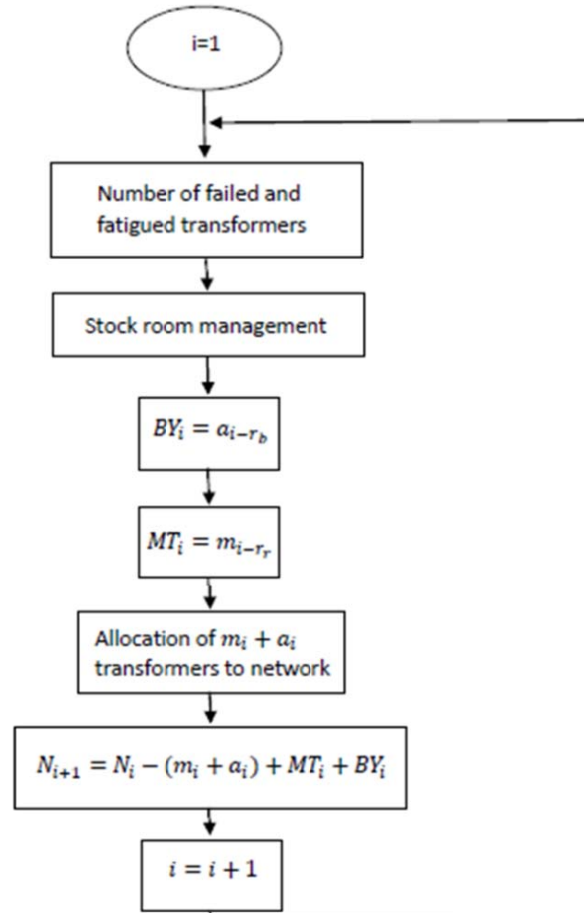 i=1
Number of failed and
fatigued transformers
Stock room management
$BY_i = a_{i-r_b}$
$MT_i = m_{i-r_r}$
Allocation of $m_i + a_i$
transformers to network
$N_{i+1} = N_i - (m_i + a_i) + MT_i + BY_i$
$i = i + 1$